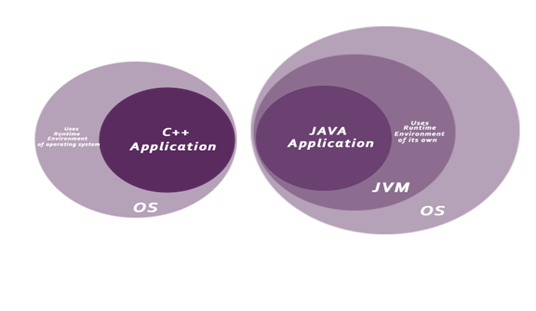 Uses
Runtime
Environment
of operating system
C++
Application
OS
JAVA
Application
Uses
Runtime
Environment
of its own
JVM
OS